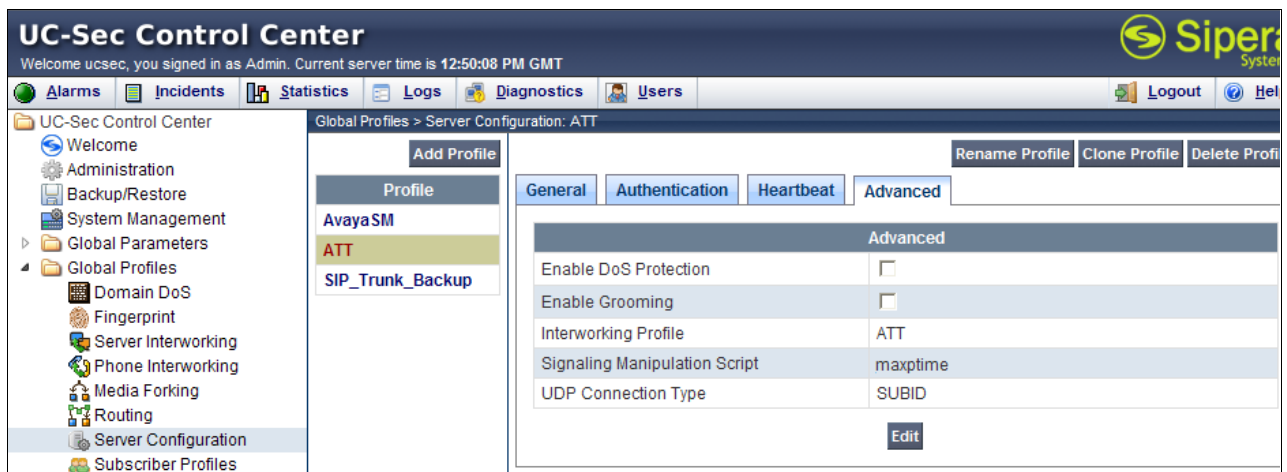 UC-Sec Control Center
Welcome ucsec, you signed in as Admin. Current server time is 12:50:08 PM GMT
Alarms Incidents Statistics Logs Diagnostics Users Logout
UC-Sec Control Center
Welcome
Administration
Backup/Restore
System Management
Global Parameters
Global Profiles
Domain DoS
Fingerprint
Server Interworking
Phone Interworking
Media Forking
Routing
Server Configuration
Subscriber Profiles
Global Profiles > Server Configuration: ATT
Add Profile
Profile
AvayaSM
ATT
SIP_Trunk_Backup
Rename Profile Clone Profile Delete
General Authentication Heartbeat Advanced
Advanced
Enable DoS Protection
Enable Grooming
Interworking Profile ATT
Signaling Manipulation Script maxptime
UDP Connection Type SUBID
Edit